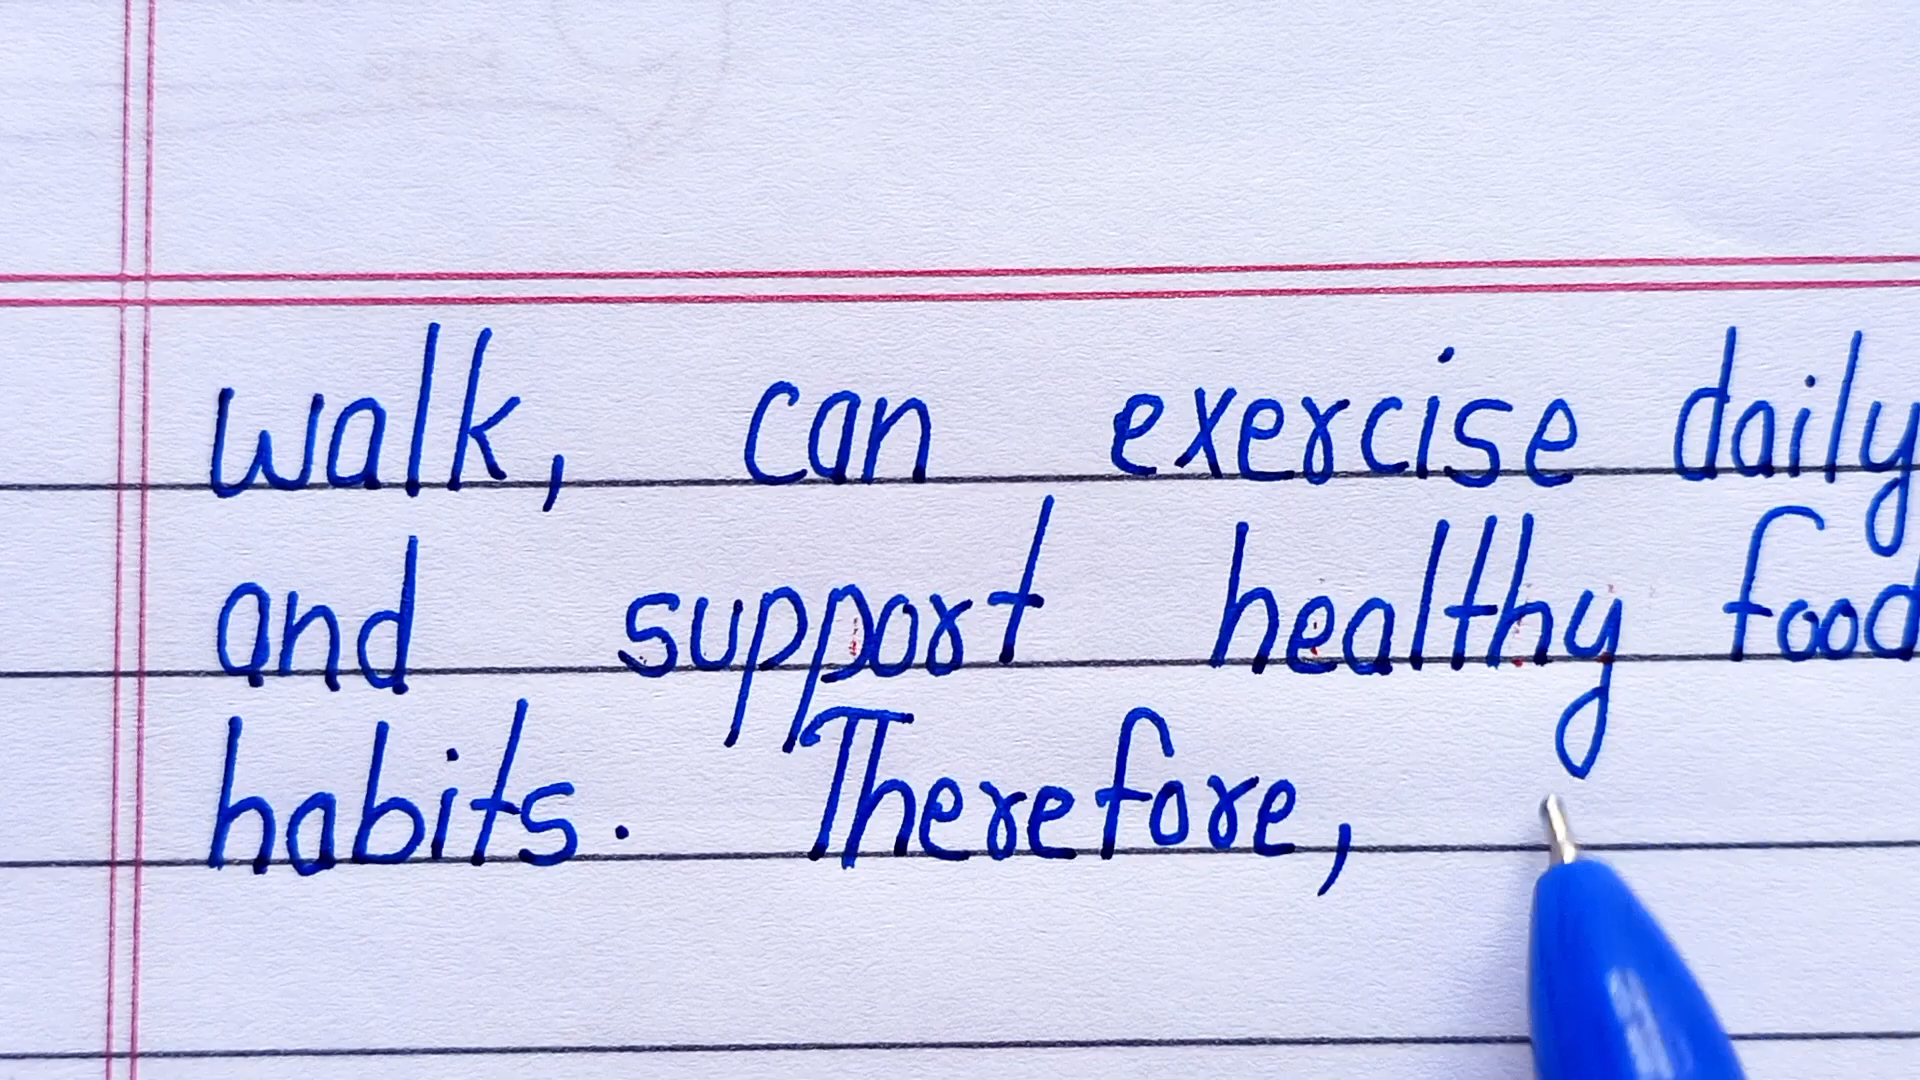 walk, can exercise daily
and support healthy food
habits. Therefore,